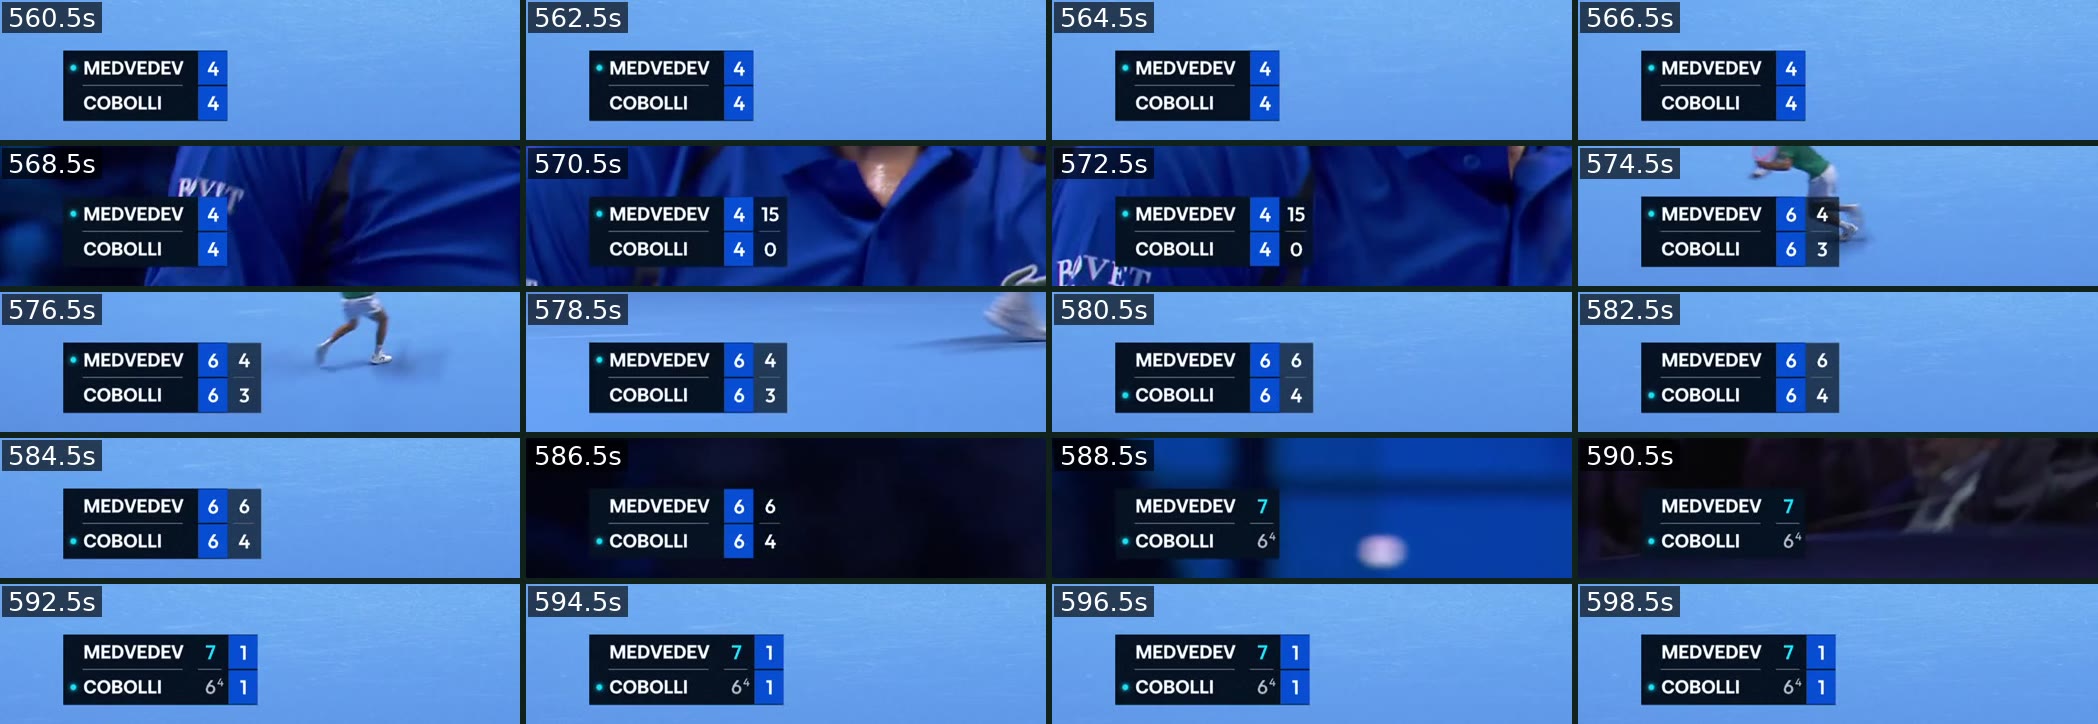 560.5s
MEDVEDEV 4
COBOLLI 4
562.5s
MEDVEDEV 4
COBOLLI 4
564.5s
MEDVEDEV 4
COBOLLI 4
566.5s
MEDVEDEV 4
COBOLLI 4
568.5s
BOVET
MEDVEDEV 4
COBOLLI 4
570.5s
MEDVEDEV 4 15
COBOLLI 4 0
572.5s
MEDVEDEV 4 15
COBOLLI 4 0
BOVET
574.5s
MEDVEDEV 6 4
COBOLLI 6 3
576.5s
MEDVEDEV 6 4
COBOLLI 6 3
578.5s
MEDVEDEV 6 4
COBOLLI 6 3
580.5s
MEDVEDEV 6 6
COBOLLI 6 4
582.5s
MEDVEDEV 6 6
COBOLLI 6 4
584.5s
MEDVEDEV 6 6
COBOLLI 6 4
586.5s
MEDVEDEV 6 6
COBOLLI 6 4
588.5s
MEDVEDEV 7
COBOLLI 6⁴
590.5s
MEDVEDEV 7
COBOLLI 6⁴
592.5s
MEDVEDEV 7 1
COBOLLI 6⁴ 1
594.5s
MEDVEDEV 7 1
COBOLLI 6⁴ 1
596.5s
MEDVEDEV 7 1
COBOLLI 6⁴ 1
598.5s
MEDVEDEV 7 1
COBOLLI 6⁴ 1